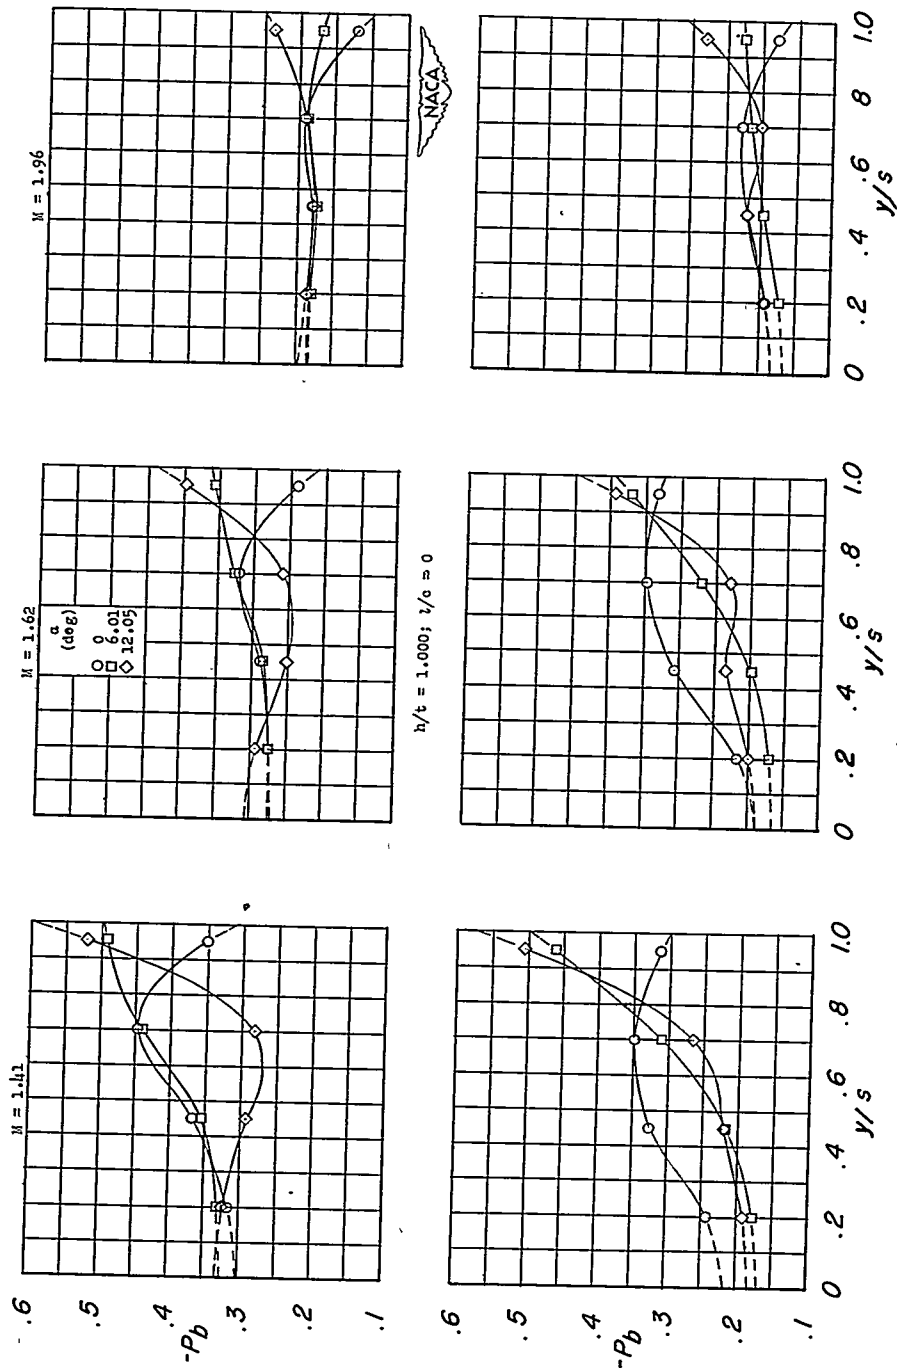 M = 1.41
M = 1.62
M = 1.96
α
(deg)
○ 0
□ 6.01
◇ 12.05
.6
.5
.4
.3
.2
.1
-Pb
NACA
h/t = 1.000; l/c = 0
.6
.5
.4
.3
.2
.1
-Pb
0 .2 .4 .6 .8 1.0
y/s
0 .2 .4 .6 .8 1.0
y/s
0 .2 .4 .6 .8 1.0
y/s